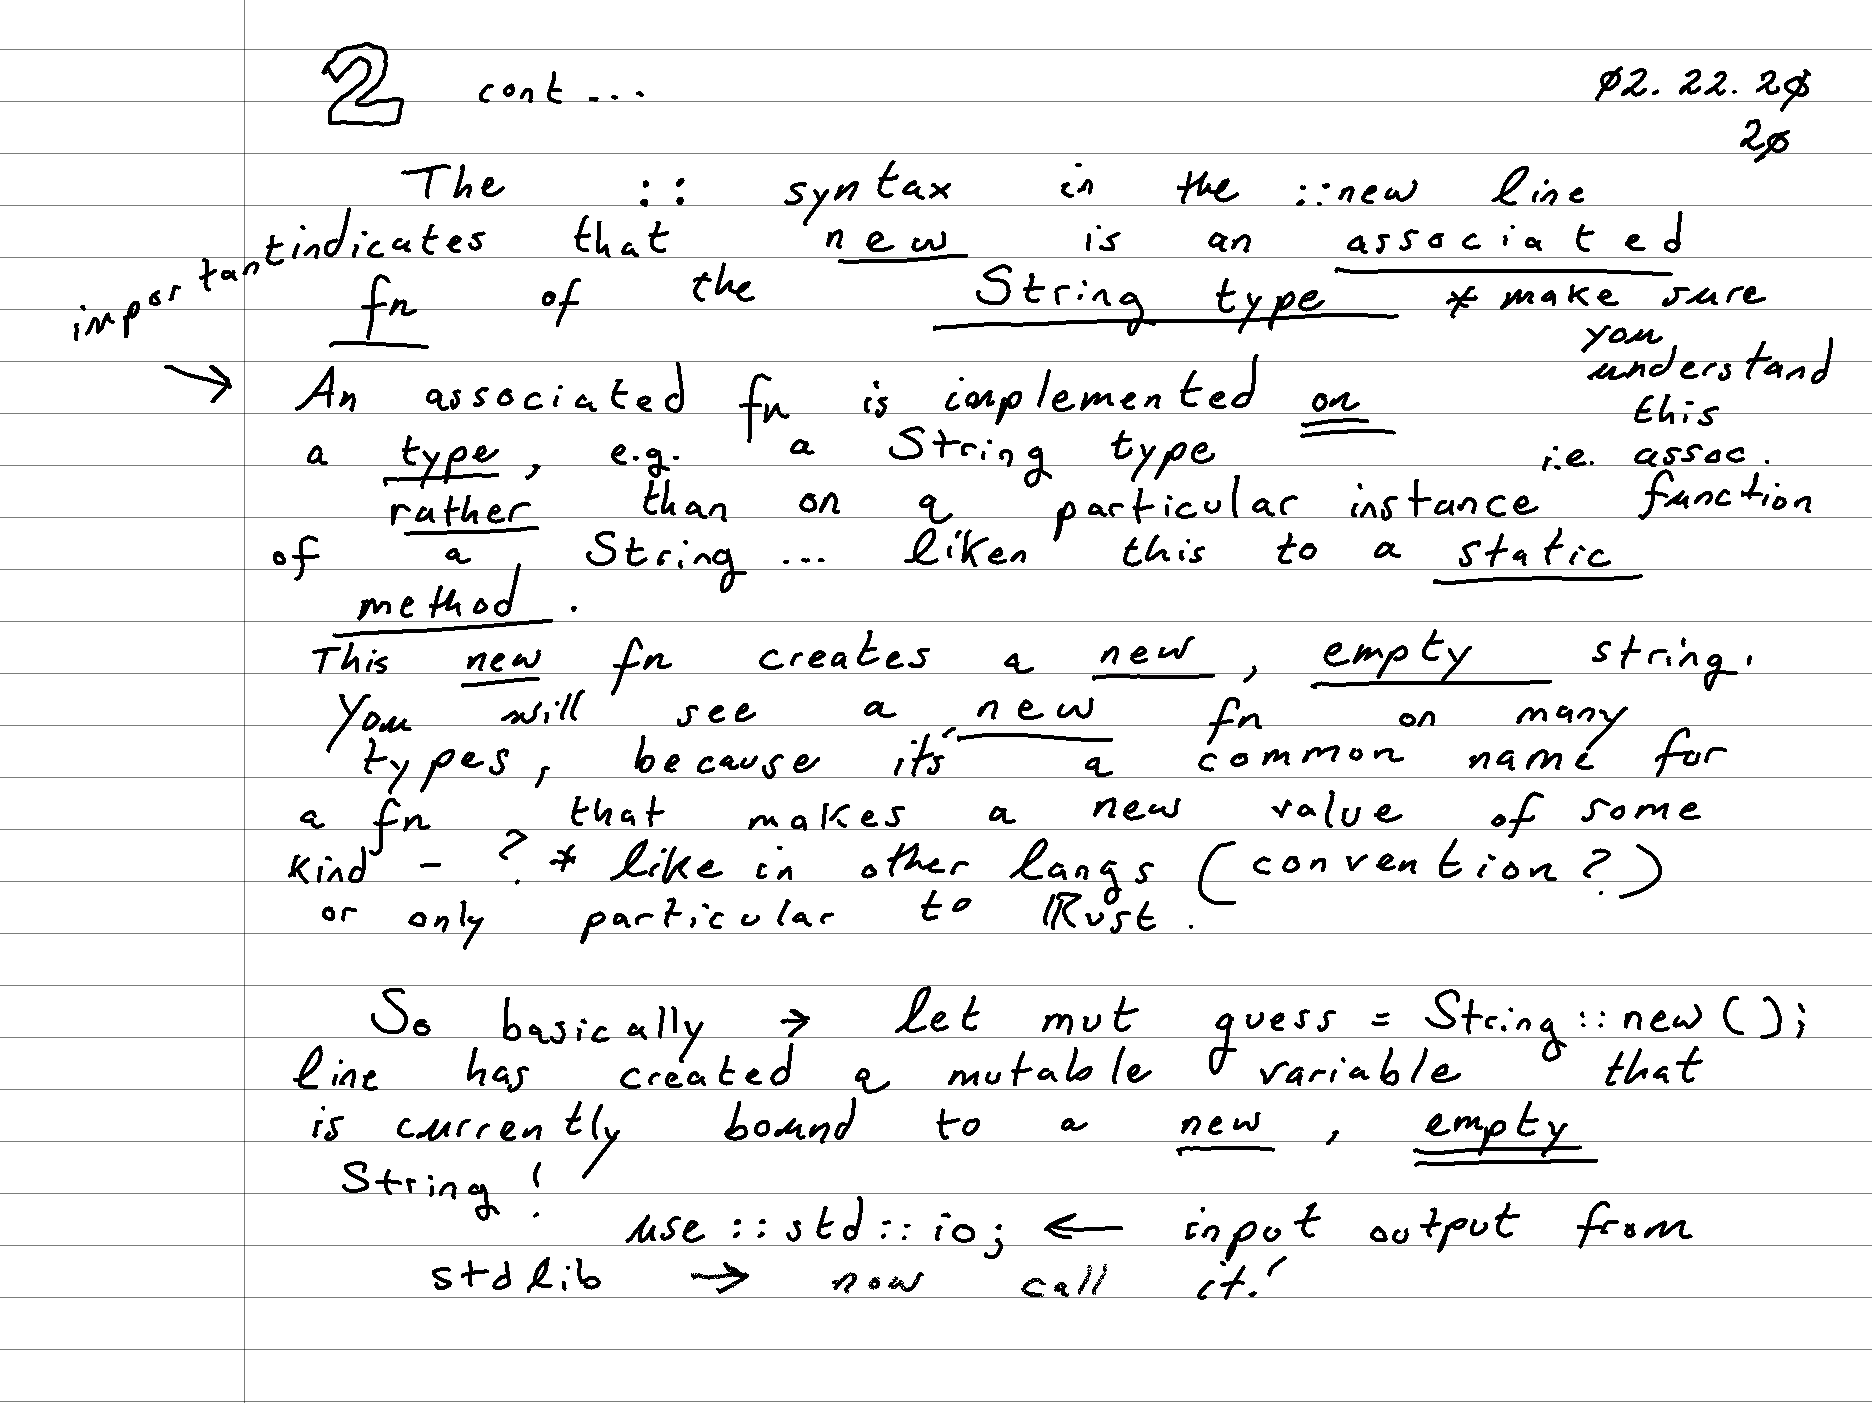 2 cont ... 02.22.20
20
The :: syntax in the ::new line
indicates that new is an associated
fn of the String type * make sure
you
understand
this
i.e. assoc.
function
important
→ An associated fn is implemented on
a type, e.g. a String type
rather than on a particular instance
of a String ... liken this to a static
method.
This new fn creates a new, empty string.
You will see a new fn on many
types, because it's a common name for
a fn that makes a new value of some
kind - ? * like in other langs (convention?)
or only particular to Rust.
So basically → let mut guess = String::new();
line has created a mutable variable that
is currently bound to a new, empty
String!
use ::std::io; ← input output from
stdlib → now call it!